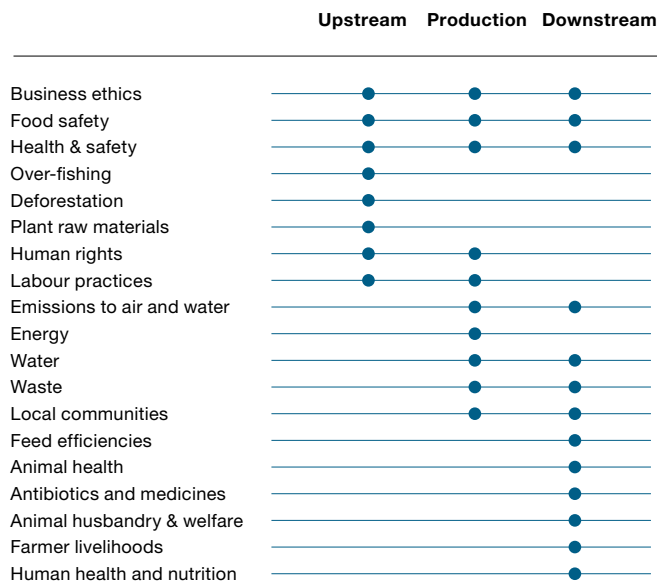 Upstream Production Downstream
Business ethics
Food safety
Health & safety
Over-fishing
Deforestation
Plant raw materials
Human rights
Labour practices
Emissions to air and water
Energy
Water
Waste
Local communities
Feed efficiencies
Animal health
Antibiotics and medicines
Animal husbandry & welfare
Farmer livelihoods
Human health and nutrition